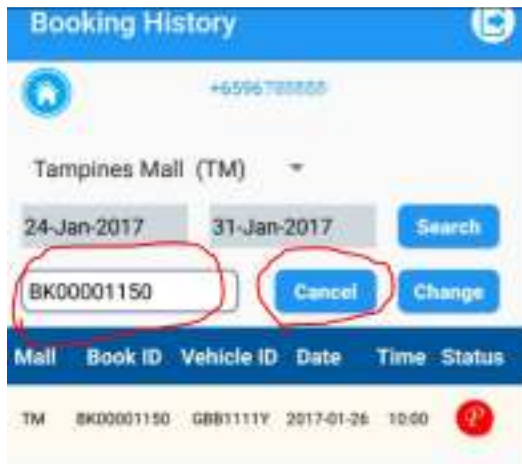 Booking History
Tampines Mall (TM)
24-Jan-2017 31-Jan-2017 Search
BK00001150 Cancel Change
Mall Book ID Vehicle ID Date Time Status
TM BK00001150 GBB1111Y 2017-01-26 10:00 P